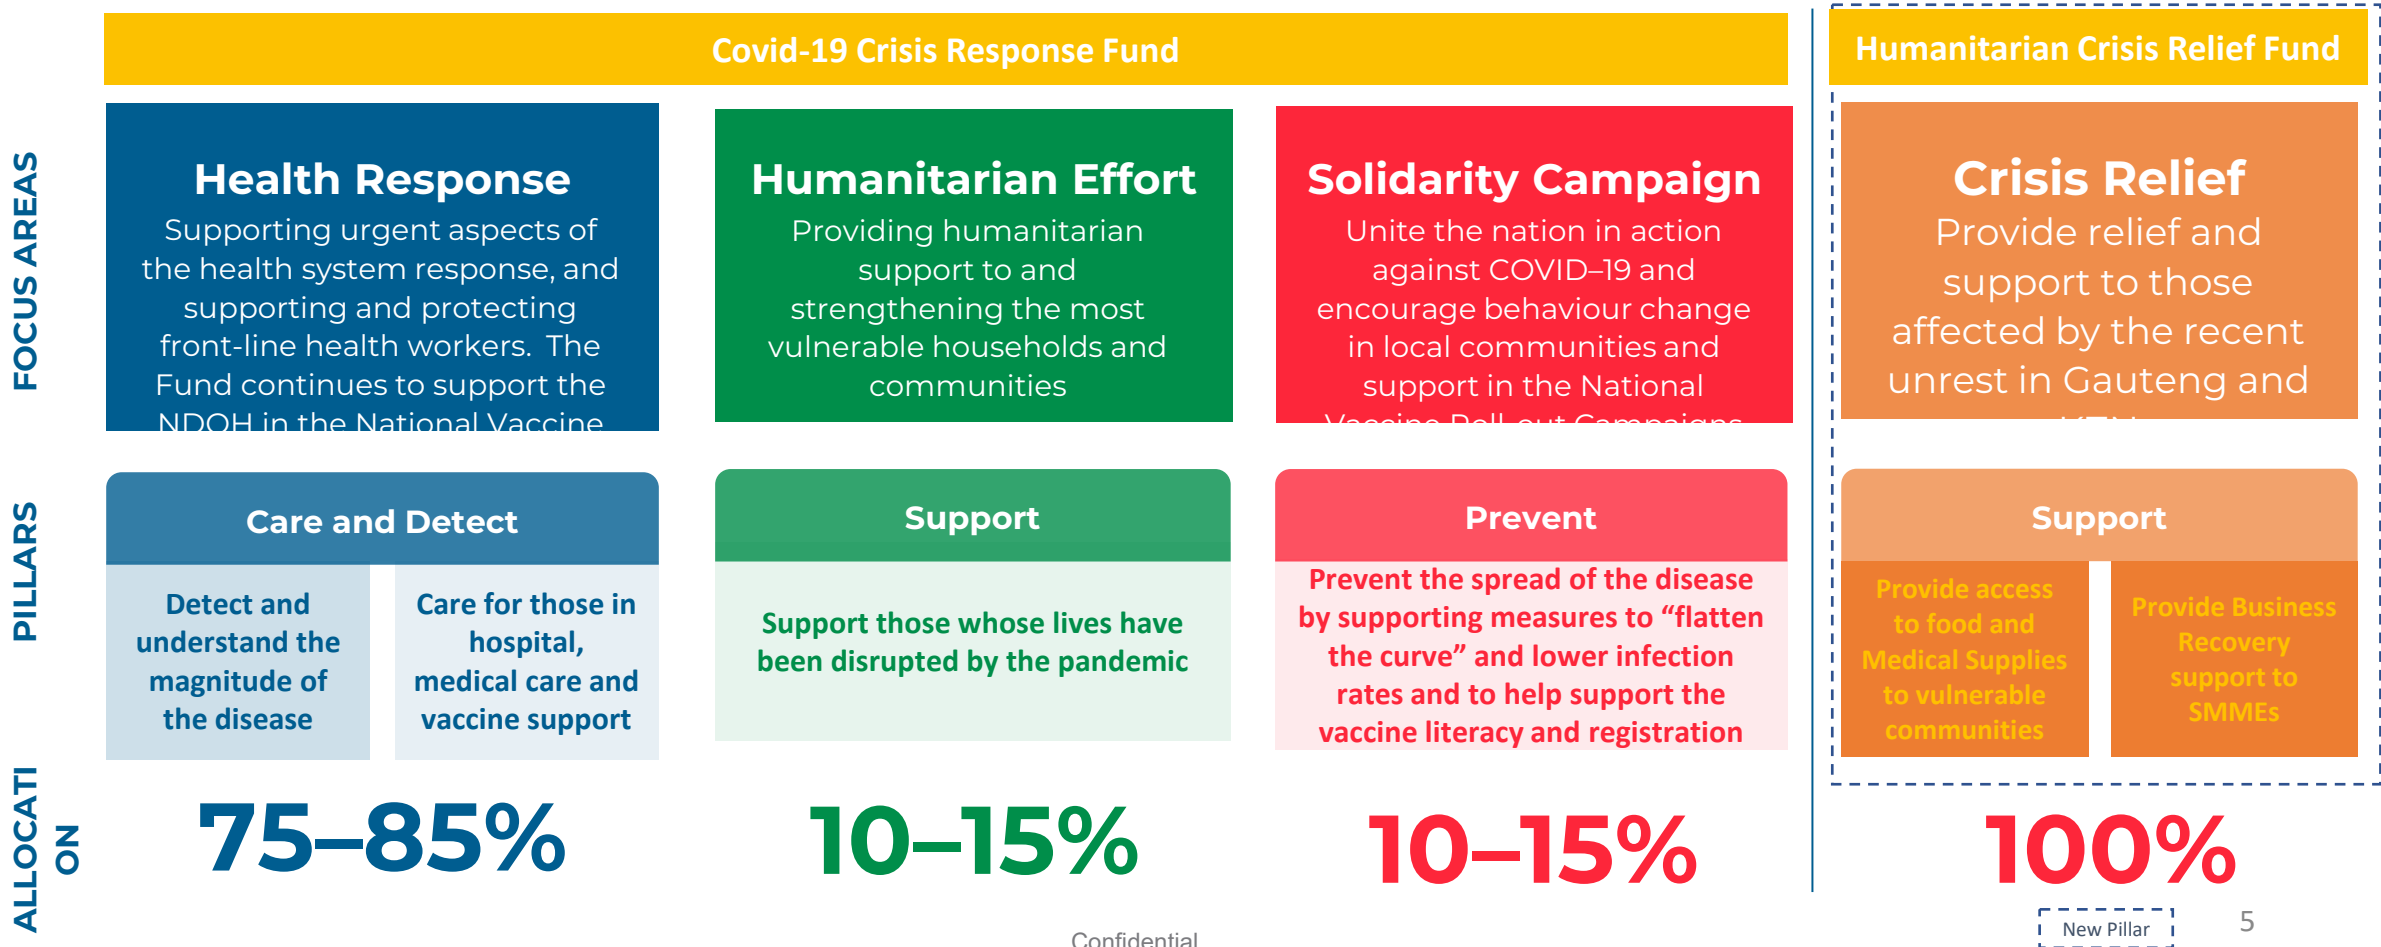 Covid-19 Crisis Response Fund
Humanitarian Crisis Relief Fund
FOCUS AREAS
Health Response
Supporting urgent aspects of
the health system response, and
supporting and protecting
front-line health workers.  The
Fund continues to support the
NDOH in the National Vaccine
Humanitarian Effort
Providing humanitarian
support to and
strengthening the most
vulnerable households and
communities
Solidarity Campaign
Unite the nation in action
against COVID–19 and
encourage behaviour change
in local communities and
support in the National
Vaccine Roll-out Campaigns
Crisis Relief
Provide relief and
support to those
affected by the recent
unrest in Gauteng and
PILLARS
Care and Detect
Detect and
understand the
magnitude of
the disease
Care for those in
hospital,
medical care and
vaccine support
Support
Support those whose lives have
been disrupted by the pandemic
Prevent
Prevent the spread of the disease
by supporting measures to “flatten
the curve” and lower infection
rates and to help support the
vaccine literacy and registration
Support
Provide access
to food and
Medical Supplies
to vulnerable
communities
Provide Business
Recovery
support to
SMMEs
ALLOCATI
ON
75–85%
10–15%
10–15%
100%
Confidential
New Pillar
5